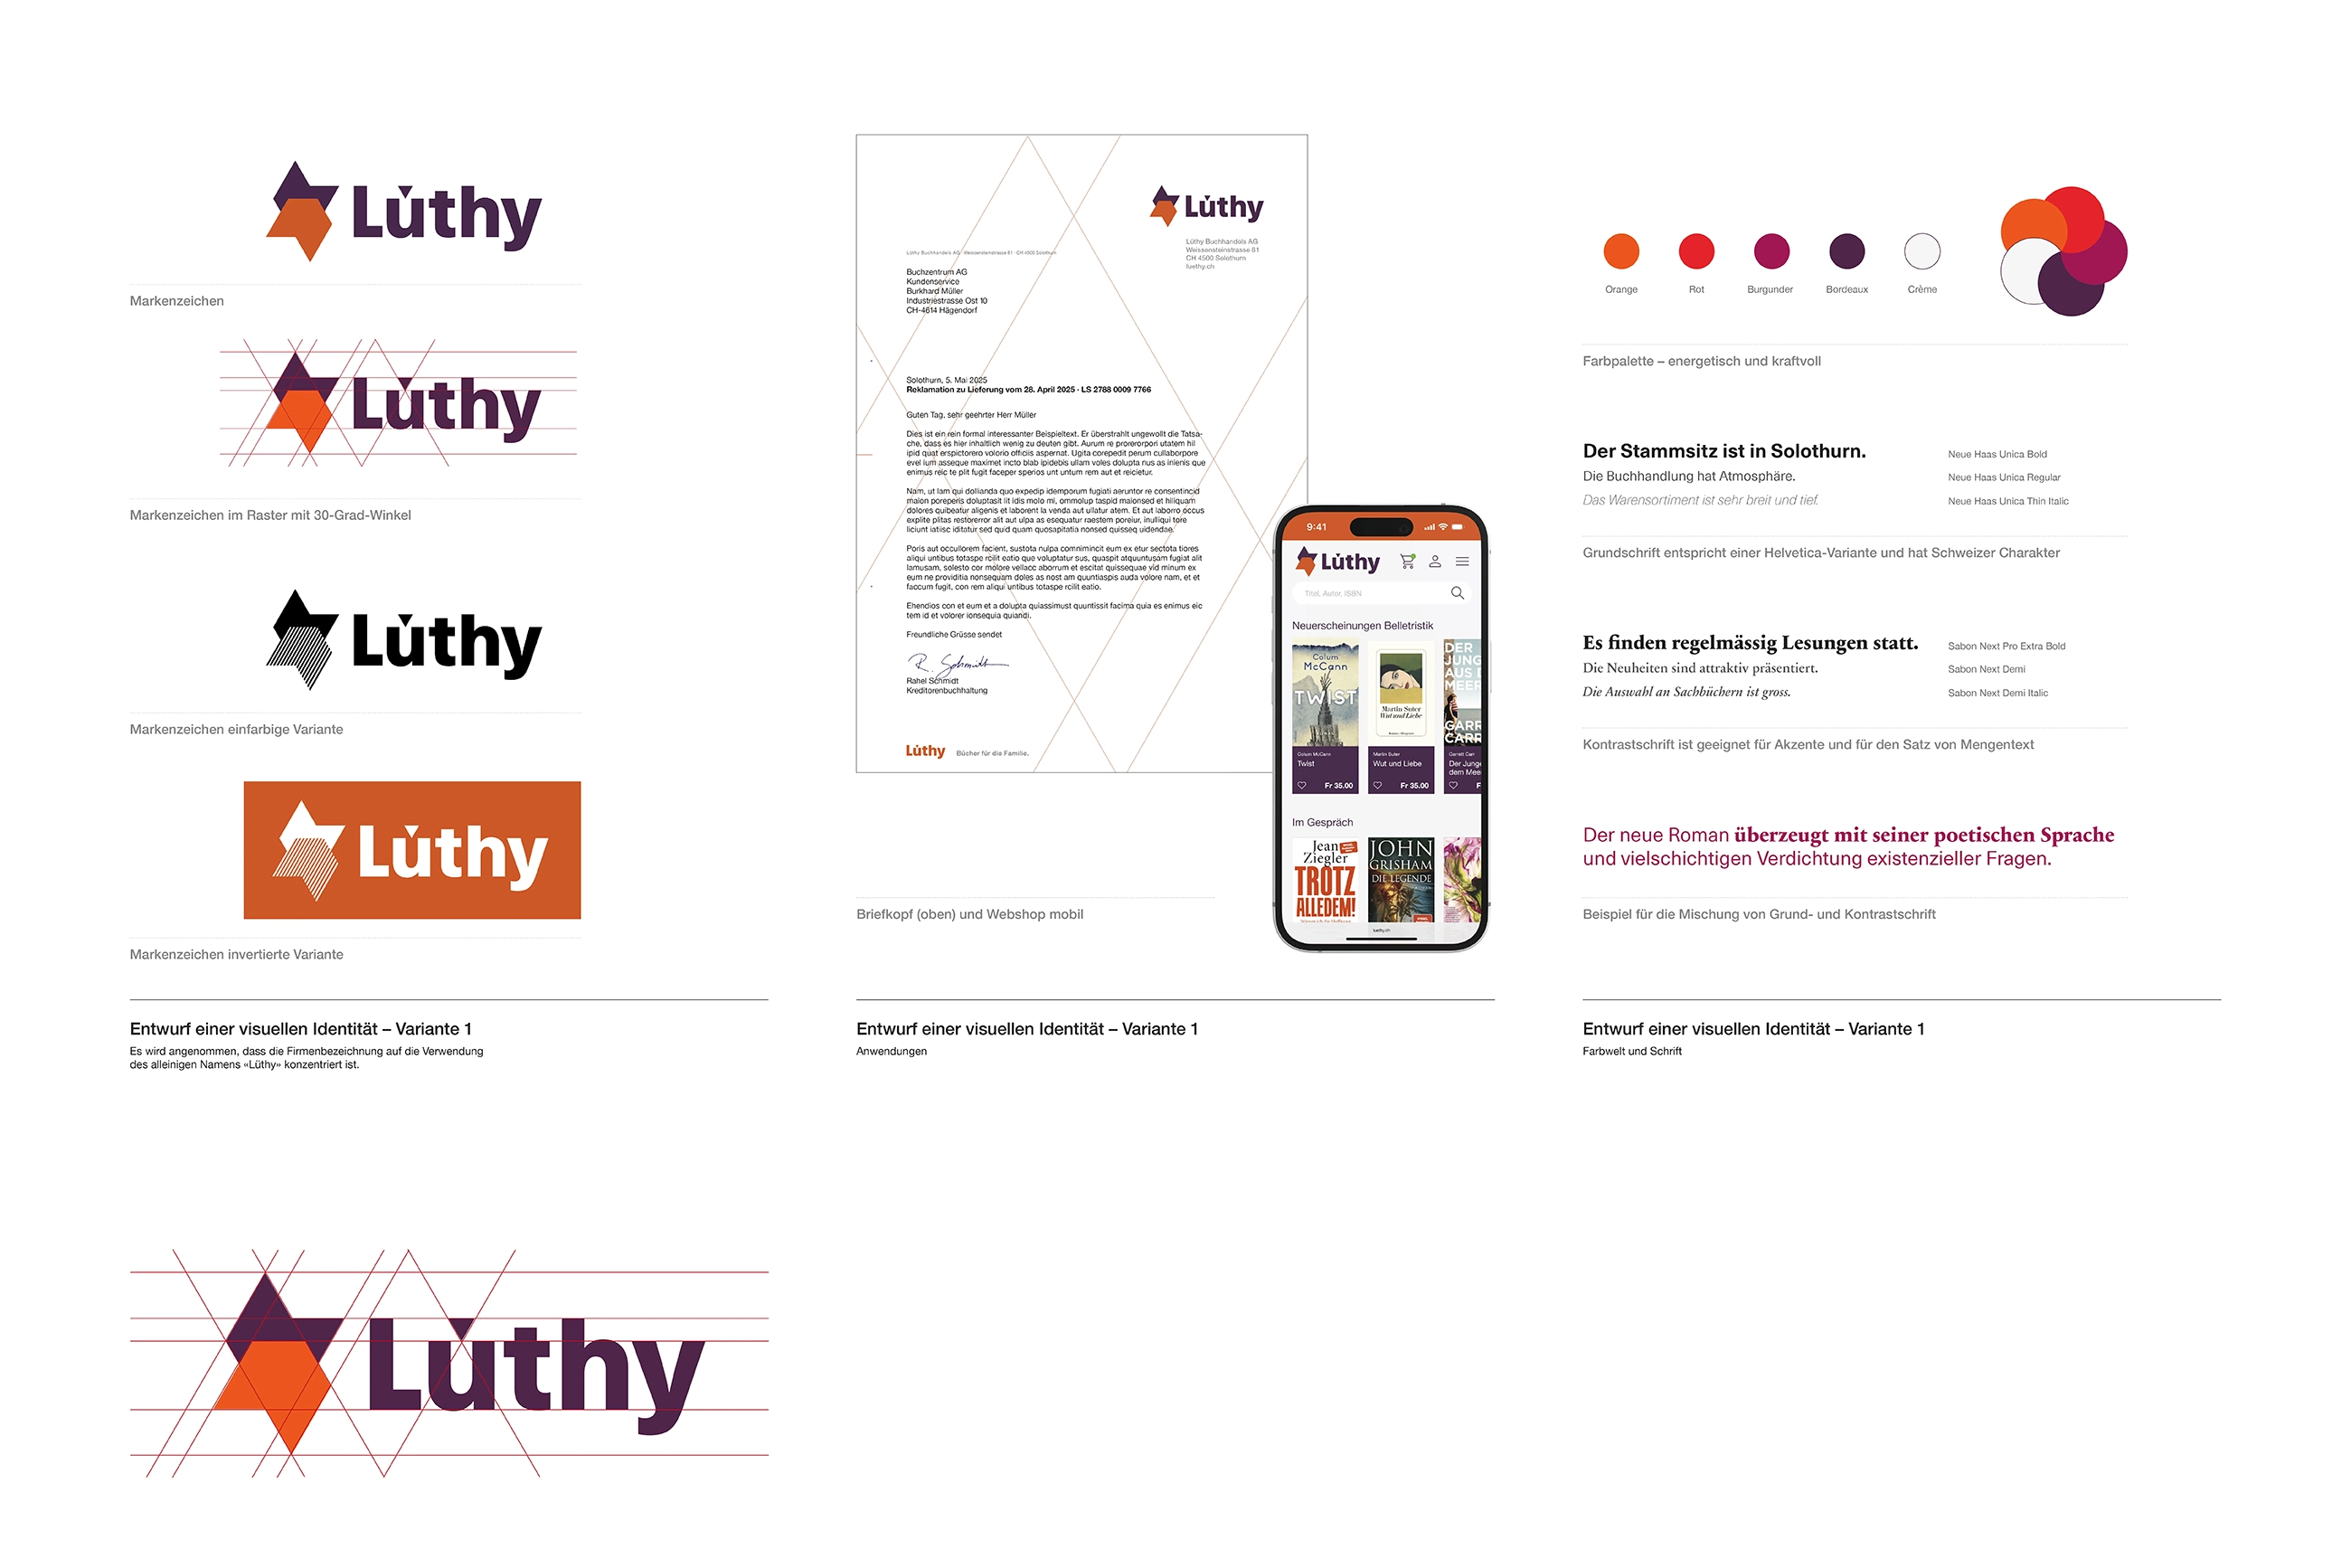 Lüthy
Markenzeichen
Lüthy
Markenzeichen im Raster mit 30-Grad-Winkel
Lüthy
Markenzeichen einfarbige Variante
Lüthy
Markenzeichen invertierte Variante
Entwurf einer visuellen Identität – Variante 1
Es wird angenommen, dass die Firmenbezeichnung auf die Verwendung
des alleinigen Namens «Lüthy» konzentriert ist.
Lüthy
Lüthy
Lüthy Buchhandels AG
Weissensteinstrasse 81
CH 4500 Solothurn
luethy.ch
Lüthy Buchhandels AG · Weissensteinstrasse 81 · CH 4500 Solothurn
Buchzentrum AG
Kundenservice
Burkhard Müller
Industriestrasse Ost 10
CH-4614 Hägendorf
Solothurn, 5. Mai 2025
Reklamation zu Lieferung vom 28. April 2025 · LS 2788 0009 7766
Guten Tag, sehr geehrter Herr Müller
Dies ist ein rein formal interessanter Beispieltext. Er überstrahlt ungewollt die Tatsa-
che, dass es hier inhaltlich wenig zu deuten gibt. Aurum re prorerorpori utatem hil
ipid quat erspictorero volorio officiis aspernat. Ugita corepedit perum cullaborpore
evel ium asseque maximet incto blab ipidebis ullam voles dolupta nus as inienis que
enimus reic te plit fugit faceper sperios unt untum rem aut et reicietur.
Nam, ut lam qui dollanda quo expedip idemporum fugiati aeruntor re consentincid
maion poreperis doluptasit lit idis molo mi, ommolup taspid maionsed et hiliquam
dolores quibeatur aligenis et laborent la venda aut ullatur atem. Et aut laborro occus
explite plitas restorerror alit aut ulpa as esequatur raestem poreiur, inulliqui tore
liciunt iatisc iditatur sed quid quam quosapitatia nonsed quisseq uidendae.
Poris aut occullorem facient, sustota nulpa comnimincit eum ex etur sectota tiores
aliqui untibus totaspe rcilit eatio que voluptatur sus, quaspit atquuntusam fugiat alit
lamusam, solesto cor molore vellacc aborrum et escitat quissequae vid minum ex
eum ne providitia nonsequam doles as nost am quuntiaspis auda volore nam, et et
faccum fugit, con rem aliqui untibus totaspe rcilit eatio.
Ehendios con et eum et a dolupta quiassimust quuntissit facima quia es enimus eic
tem id et volorer ionsequia quiandi.
Freundliche Grüsse sendet
R. Schmidt
Rahel Schmidt
Kreditorenbuchhaltung
Lüthy Bücher für die Familie.
Briefkopf (oben) und Webshop mobil
9:41
Lüthy
Titel, Autor, ISBN
Neuerscheinungen Belletristik
Colum
McCann
TWIST
Martin Suter
Wut und Liebe
DER
JUNG
AUS D
MEER
GARR
CARR
Colum McCann
Twist
Fr 35.00
Martin Suter
Wut und Liebe
Fr 35.00
Garrett Carr
Der Junge
dem Mee
F
Im Gespräch
Jean
Ziegler
TROTZ
ALLEDEM!
JOHN
GRISHAM
DIE LEGENDE
luethy.ch
Entwurf einer visuellen Identität – Variante 1
Anwendungen
Orange
Rot
Burgunder
Bordeaux
Crème
Farbpalette – energetisch und kraftvoll
Der Stammsitz ist in Solothurn.
Neue Haas Unica Bold
Die Buchhandlung hat Atmosphäre.
Neue Haas Unica Regular
Das Warensortiment ist sehr breit und tief.
Neue Haas Unica Thin Italic
Grundschrift entspricht einer Helvetica-Variante und hat Schweizer Charakter
Es finden regelmässig Lesungen statt.
Sabon Next Pro Extra Bold
Die Neuheiten sind attraktiv präsentiert.
Sabon Next Demi
Die Auswahl an Sachbüchern ist gross.
Sabon Next Demi Italic
Kontrastschrift ist geeignet für Akzente und für den Satz von Mengentext
Der neue Roman überzeugt mit seiner poetischen Sprache
und vielschichtigen Verdichtung existenzieller Fragen.
Beispiel für die Mischung von Grund- und Kontrastschrift
Entwurf einer visuellen Identität – Variante 1
Farbwelt und Schrift